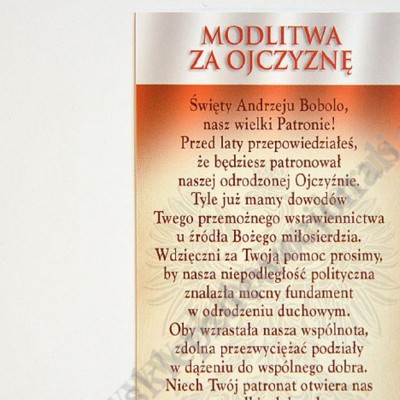 MODLITWA
ZA OJCZYZNĘ
Święty Andrzeju Bobolo,
nasz wielki Patronie!
Przed laty przepowiedziałeś,
że będziesz patronował
naszej odrodzonej Ojczyźnie.
Tyle już mamy dowodów
Twego przemożnego wstawiennictwa
u źródła Bożego miłosierdzia.
Wdzięczni za Twoją pomoc prosimy,
by nasza niepodległość polityczna
znalazła mocny fundament
w odrodzeniu duchowym.
Oby wzrastała nasza wspólnota,
zdolna przezwyciężać podziały
w dążeniu do wspólnego dobra.
Niech Twój patronat otwiera nas